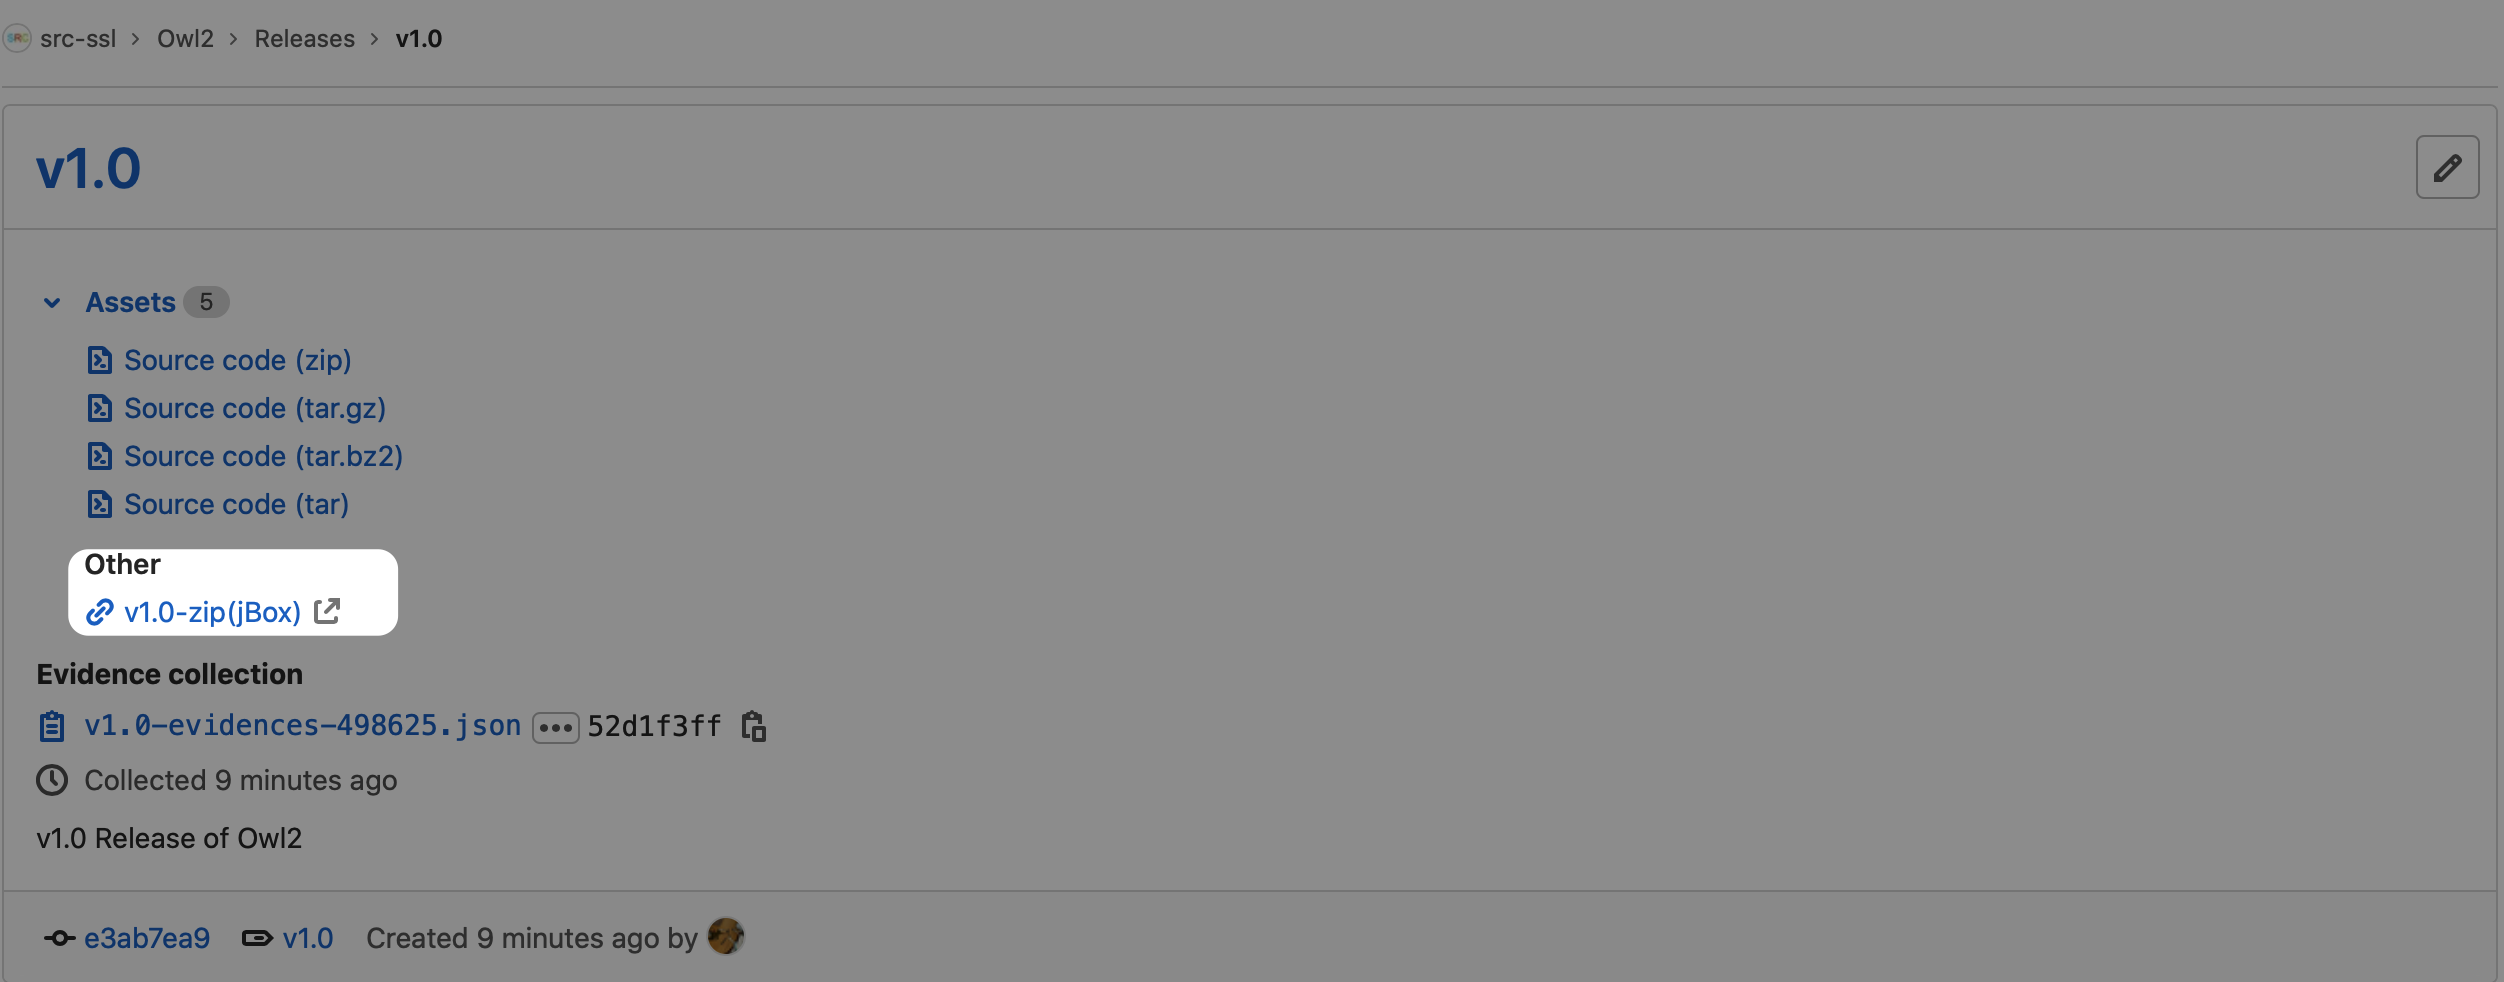 SRC src-ssl > Owl2 > Releases > v1.0
v1.0
Assets 5
Source code (zip)
Source code (tar.gz)
Source code (tar.bz2)
Source code (tar)
Other
v1.0-zip(jBox)
Evidence collection
v1.0-evidences-498625.json ••• 52d1f3ff
Collected 9 minutes ago
v1.0 Release of Owl2
e3ab7ea9 v1.0 Created 9 minutes ago by